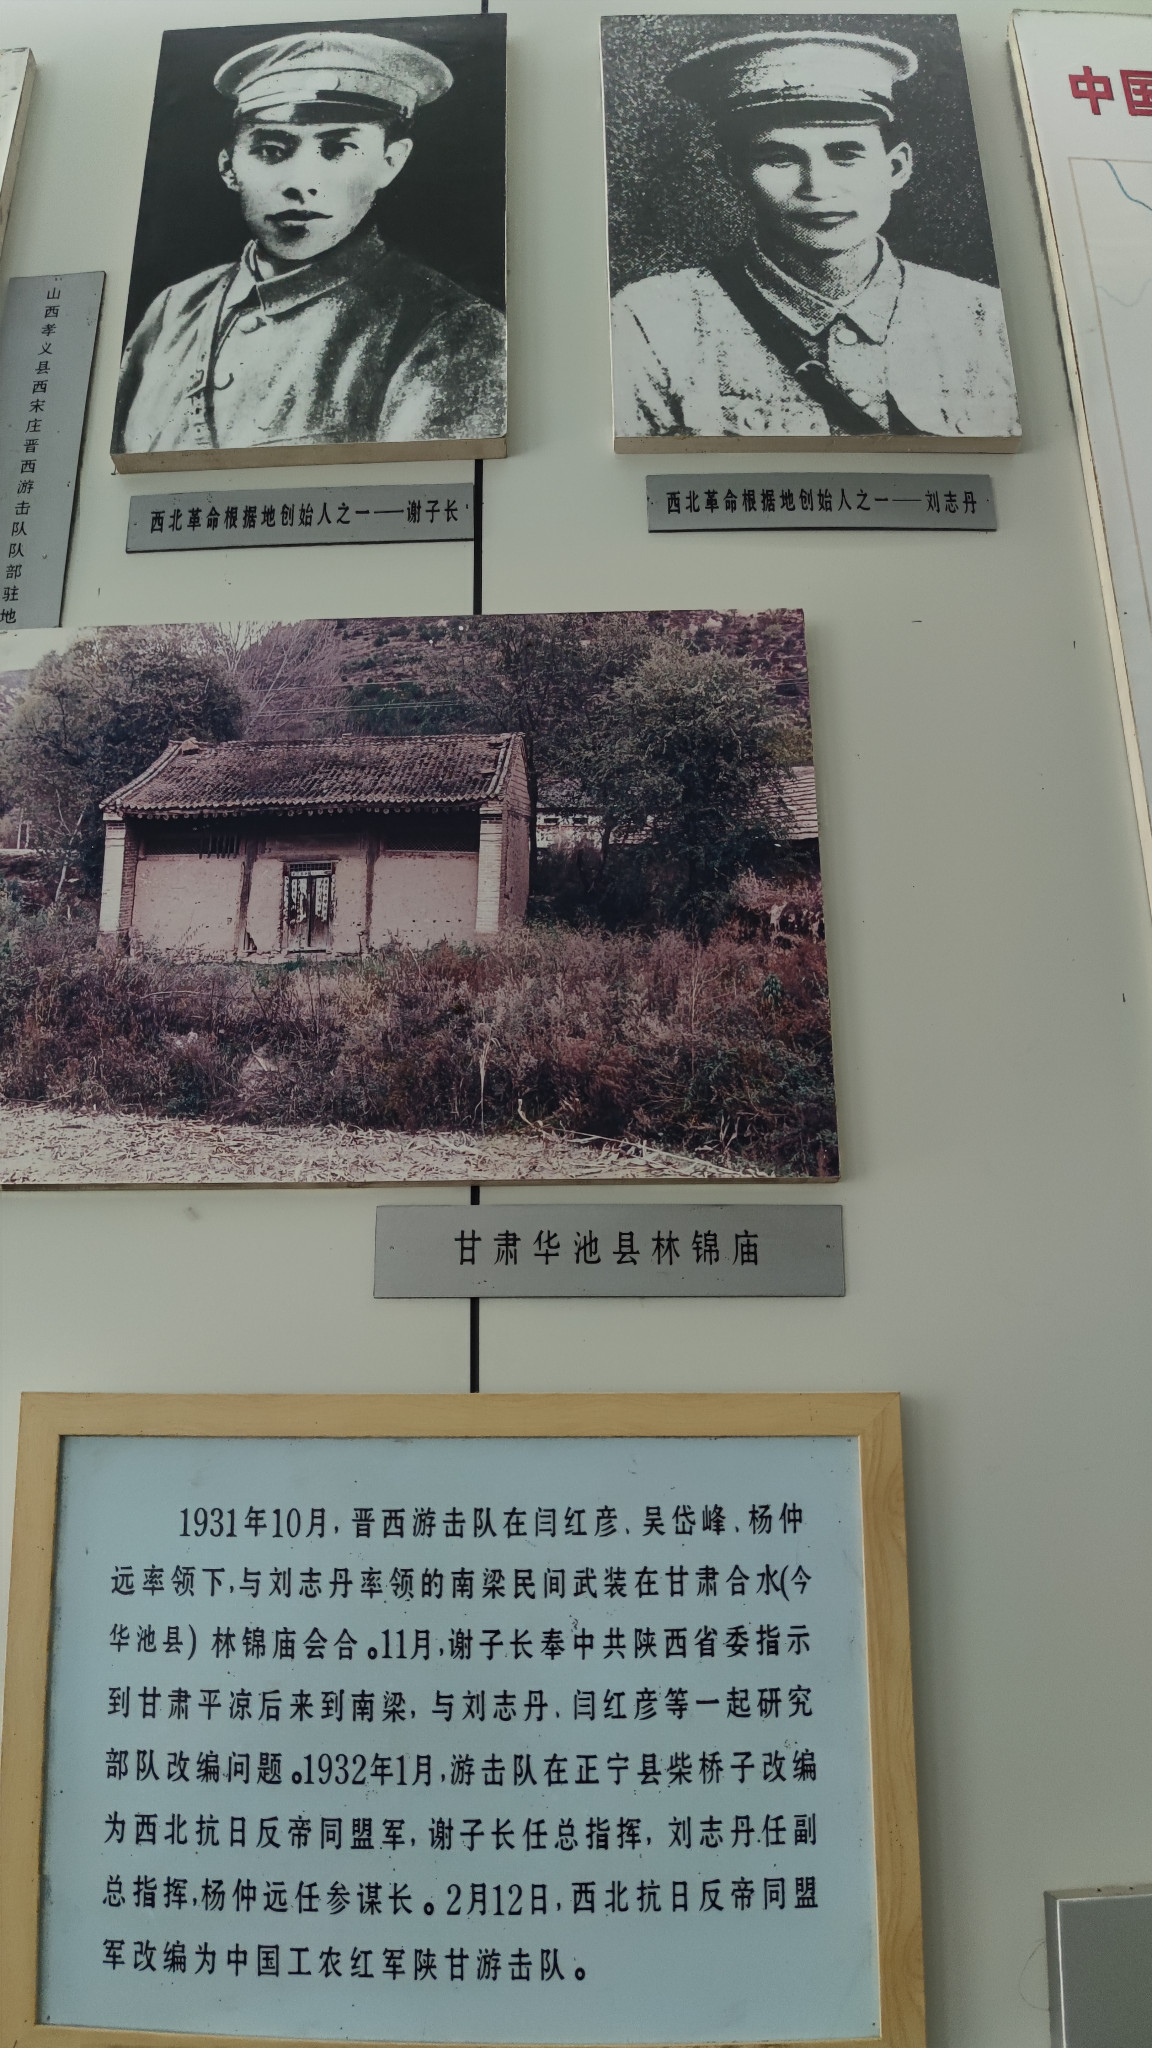 中国
山西孝义县西宋庄晋西游击队队部驻地
西北革命根据地创始人之一——谢子长
西北革命根据地创始人之一——刘志丹
甘肃华池县林锦庙
1931年10月,晋西游击队在闫红彦、吴岱峰、杨仲
远率领下,与刘志丹率领的南梁民间武装在甘肃合水(今
华池县)林锦庙会合。11月,谢子长奉中共陕西省委指示
到甘肃平凉后来到南梁,与刘志丹、闫红彦等一起研究
部队改编问题。1932年1月,游击队在正宁县柴桥子改编
为西北抗日反帝同盟军,谢子长任总指挥,刘志丹任副
总指挥,杨仲远任参谋长。2月12日,西北抗日反帝同盟
军改编为中国工农红军陕甘游击队。